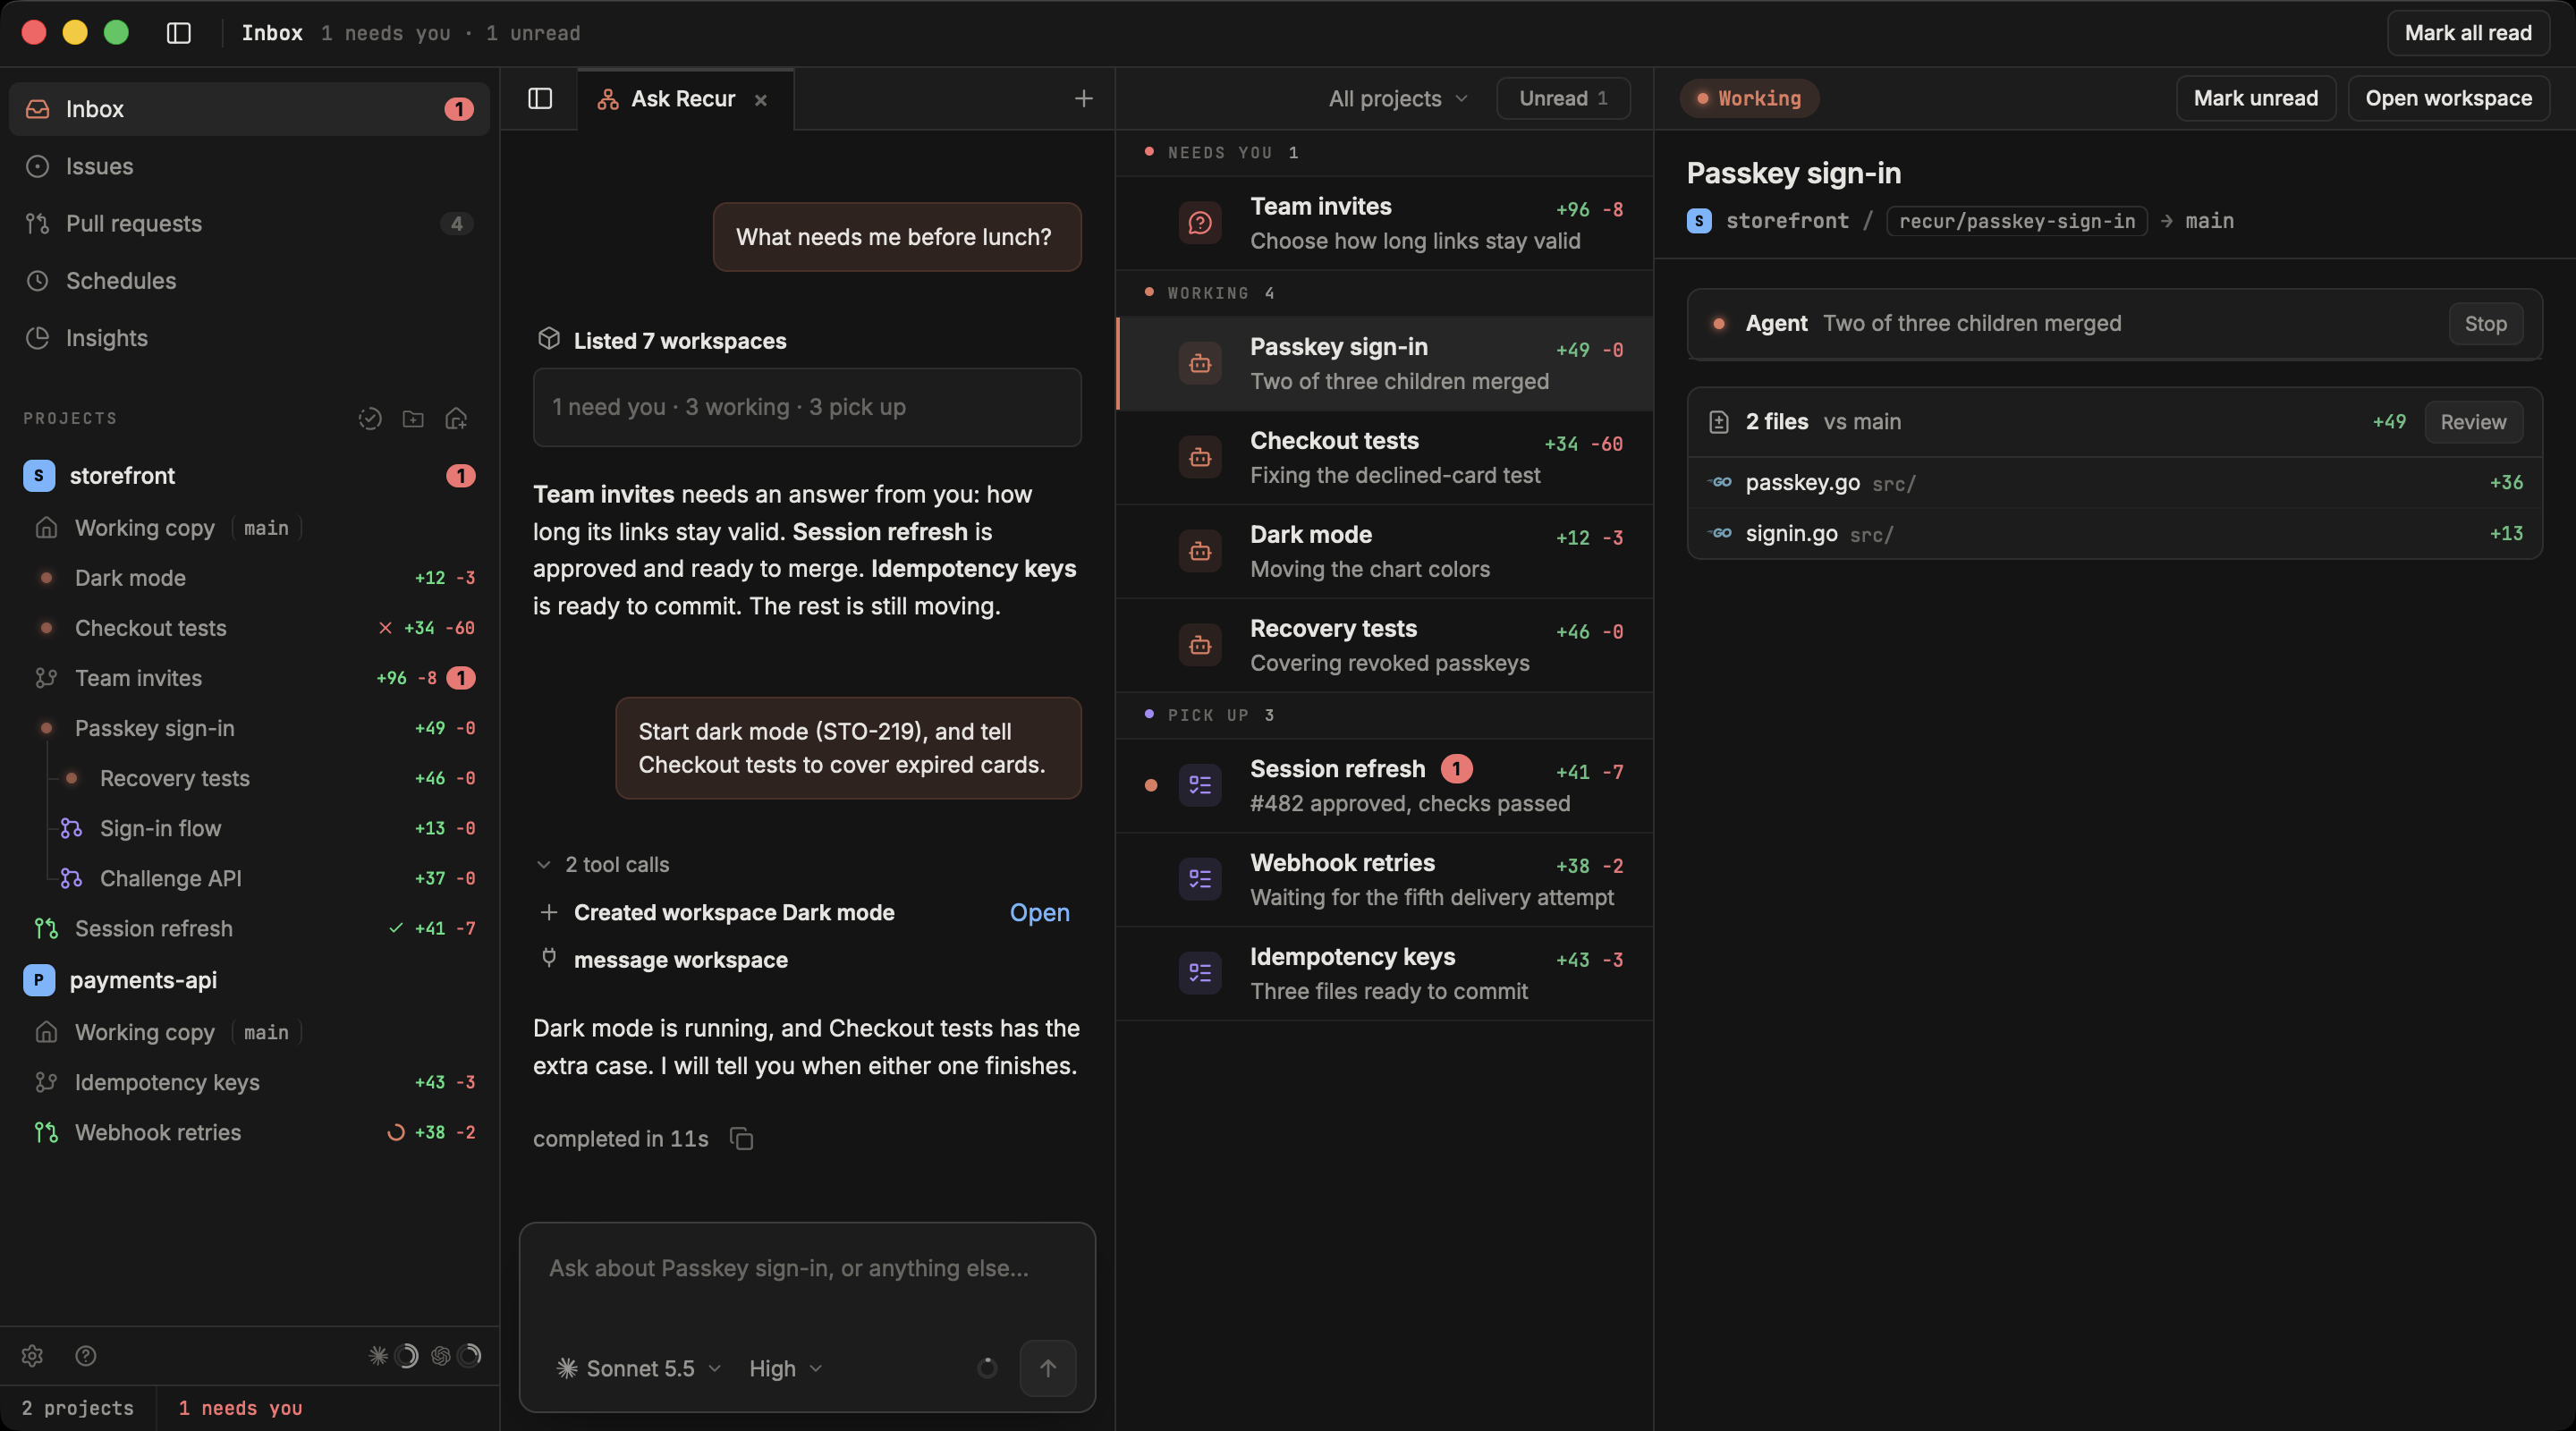 Inbox 1 needs you · 1 unread
Mark all read
Inbox 1
Issues
Pull requests 4
Schedules
Insights
PROJECTS
S storefront 1
Working copy main
Dark mode +12 -3
Checkout tests +34 -60
Team invites +96 -8 1
Passkey sign-in +49 -0
Recovery tests +46 -0
Sign-in flow +13 -0
Challenge API +37 -0
Session refresh +41 -7
P payments-api
Working copy main
Idempotency keys +43 -3
Webhook retries +38 -2
2 projects 1 needs you
Ask Recur
What needs me before lunch?
Listed 7 workspaces
1 need you · 3 working · 3 pick up
Team invites needs an answer from you: how
long its links stay valid. Session refresh is
approved and ready to merge. Idempotency keys
is ready to commit. The rest is still moving.
Start dark mode (STO-219), and tell
Checkout tests to cover expired cards.
2 tool calls
Created workspace Dark mode Open
message workspace
Dark mode is running, and Checkout tests has the
extra case. I will tell you when either one finishes.
completed in 11s
Ask about Passkey sign-in, or anything else...
Sonnet 5.5 High
All projects Unread 1
NEEDS YOU 1
Team invites +96 -8
Choose how long links stay valid
WORKING 4
Passkey sign-in +49 -0
Two of three children merged
Checkout tests +34 -60
Fixing the declined-card test
Dark mode +12 -3
Moving the chart colors
Recovery tests +46 -0
Covering revoked passkeys
PICK UP 3
Session refresh 1 +41 -7
#482 approved, checks passed
Webhook retries +38 -2
Waiting for the fifth delivery attempt
Idempotency keys +43 -3
Three files ready to commit
Working
Mark unread
Open workspace
Passkey sign-in
S storefront / recur/passkey-sign-in → main
Agent Two of three children merged Stop
2 files vs main +49 Review
GO passkey.go src/ +36
GO signin.go src/ +13